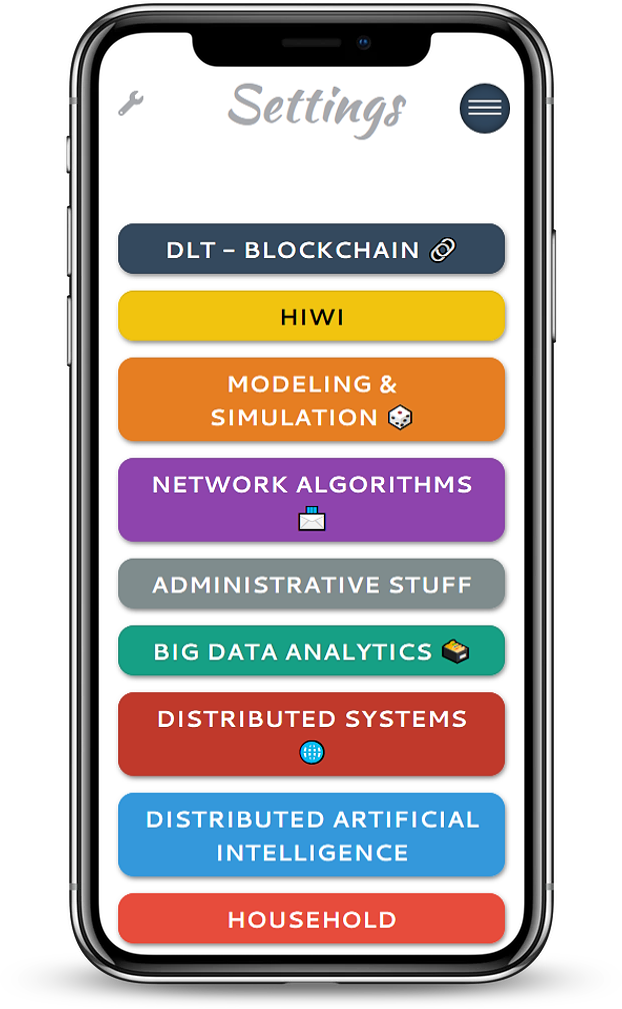 Settings
DLT - BLOCKCHAIN 🔗
HIWI
MODELING &
SIMULATION 🎲
NETWORK ALGORITHMS
📩
ADMINISTRATIVE STUFF
BIG DATA ANALYTICS 🗃
DISTRIBUTED SYSTEMS
🌐
DISTRIBUTED ARTIFICIAL
INTELLIGENCE
HOUSEHOLD